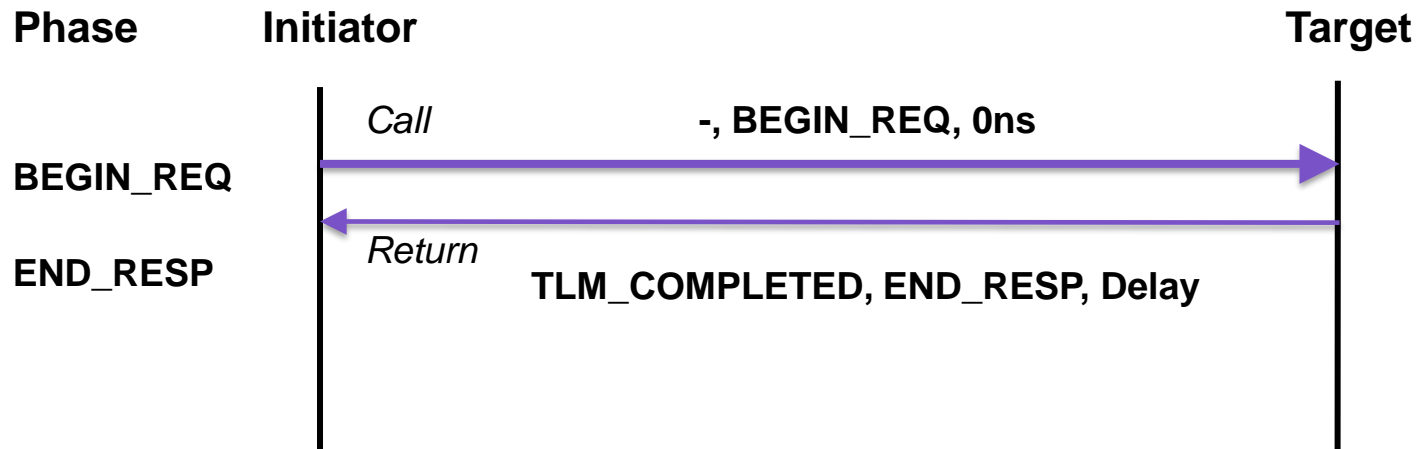 Phase Initiator Target
Call -, BEGIN_REQ, 0ns
BEGIN_REQ
Return
END_RESP
TLM_COMPLETED, END_RESP, Delay